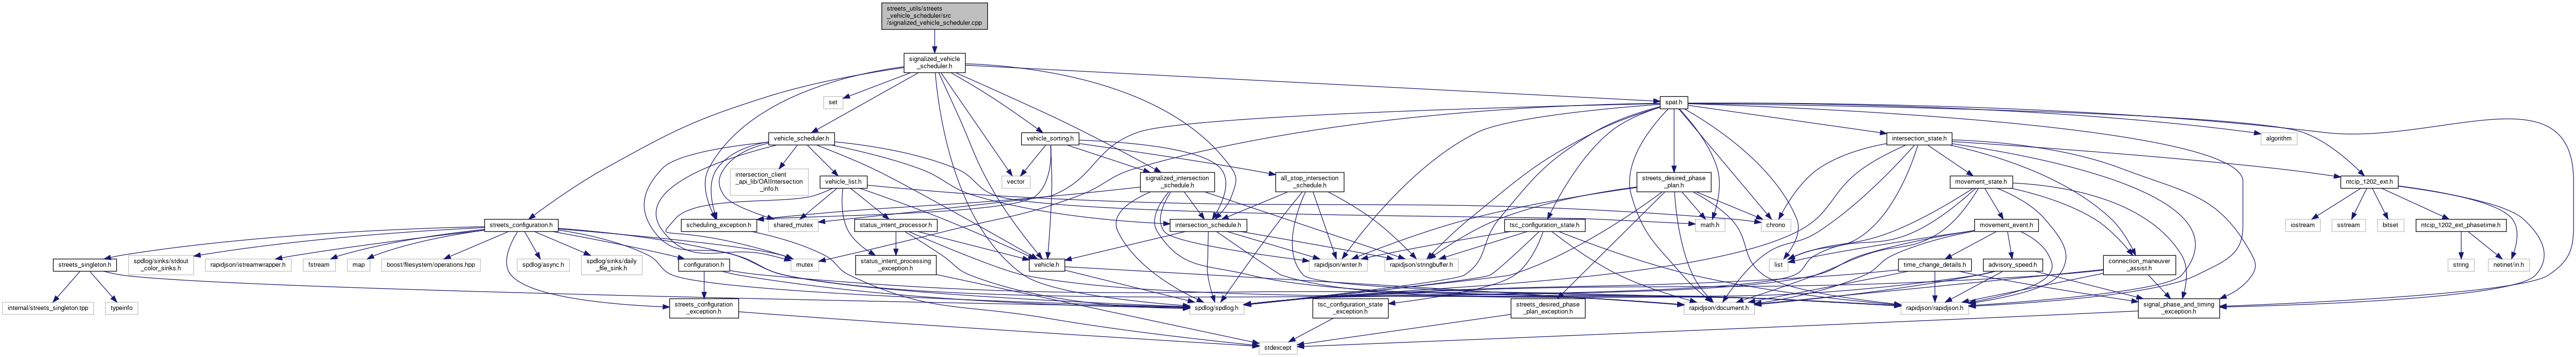 streets_utils/streets
_vehicle_scheduler/src
/signalized_vehicle_scheduler.cpp
signalized_vehicle
_scheduler.h
set
spat.h
vehicle_scheduler.h
vehicle_sorting.h
intersection_state.h
algorithm
intersection_client
_api_lib/OAIIntersection
_info.h
vehicle_list.h
vector
signalized_intersection
_schedule.h
all_stop_intersection
_schedule.h
streets_desired_phase
_plan.h
movement_state.h
ntcip_1202_ext.h
streets_configuration.h
scheduling_exception.h
shared_mutex
status_intent_processor.h
intersection_schedule.h
tsc_configuration_state.h
math.h
chrono
movement_event.h
iostream
sstream
bitset
ntcip_1202_ext_phasetime.h
streets_singleton.h
spdlog/sinks/stdout
_color_sinks.h
rapidjson/istreamwrapper.h
fstream
map
boost/filesystem/operations.hpp
spdlog/async.h
spdlog/sinks/daily
_file_sink.h
configuration.h
mutex
status_intent_processing
_exception.h
vehicle.h
rapidjson/writer.h
rapidjson/stringbuffer.h
list
time_change_details.h
advisory_speed.h
connection_maneuver
_assist.h
string
netinet/in.h
internal/streets_singleton.tpp
typeinfo
streets_configuration
_exception.h
spdlog/spdlog.h
tsc_configuration_state
_exception.h
streets_desired_phase
_plan_exception.h
rapidjson/document.h
rapidjson/rapidjson.h
signal_phase_and_timing
_exception.h
stdexcept